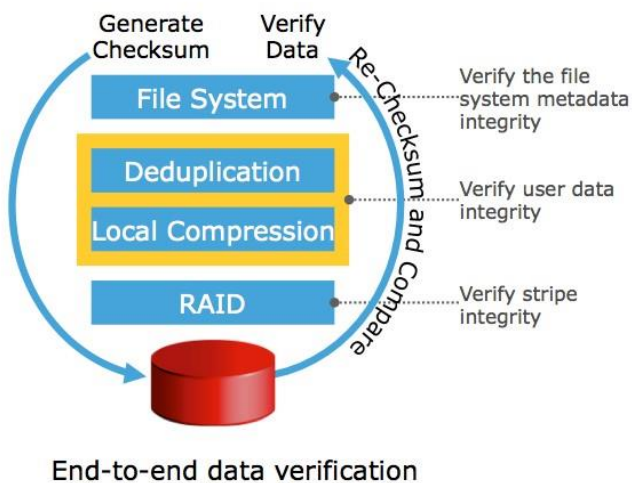 Generate
Checksum
Verify
Data
Re-Checksum and Compare
File System
Verify the file
system metadata
integrity
Deduplication
Local Compression
Verify user data
integrity
RAID
Verify stripe
integrity
End-to-end data verification